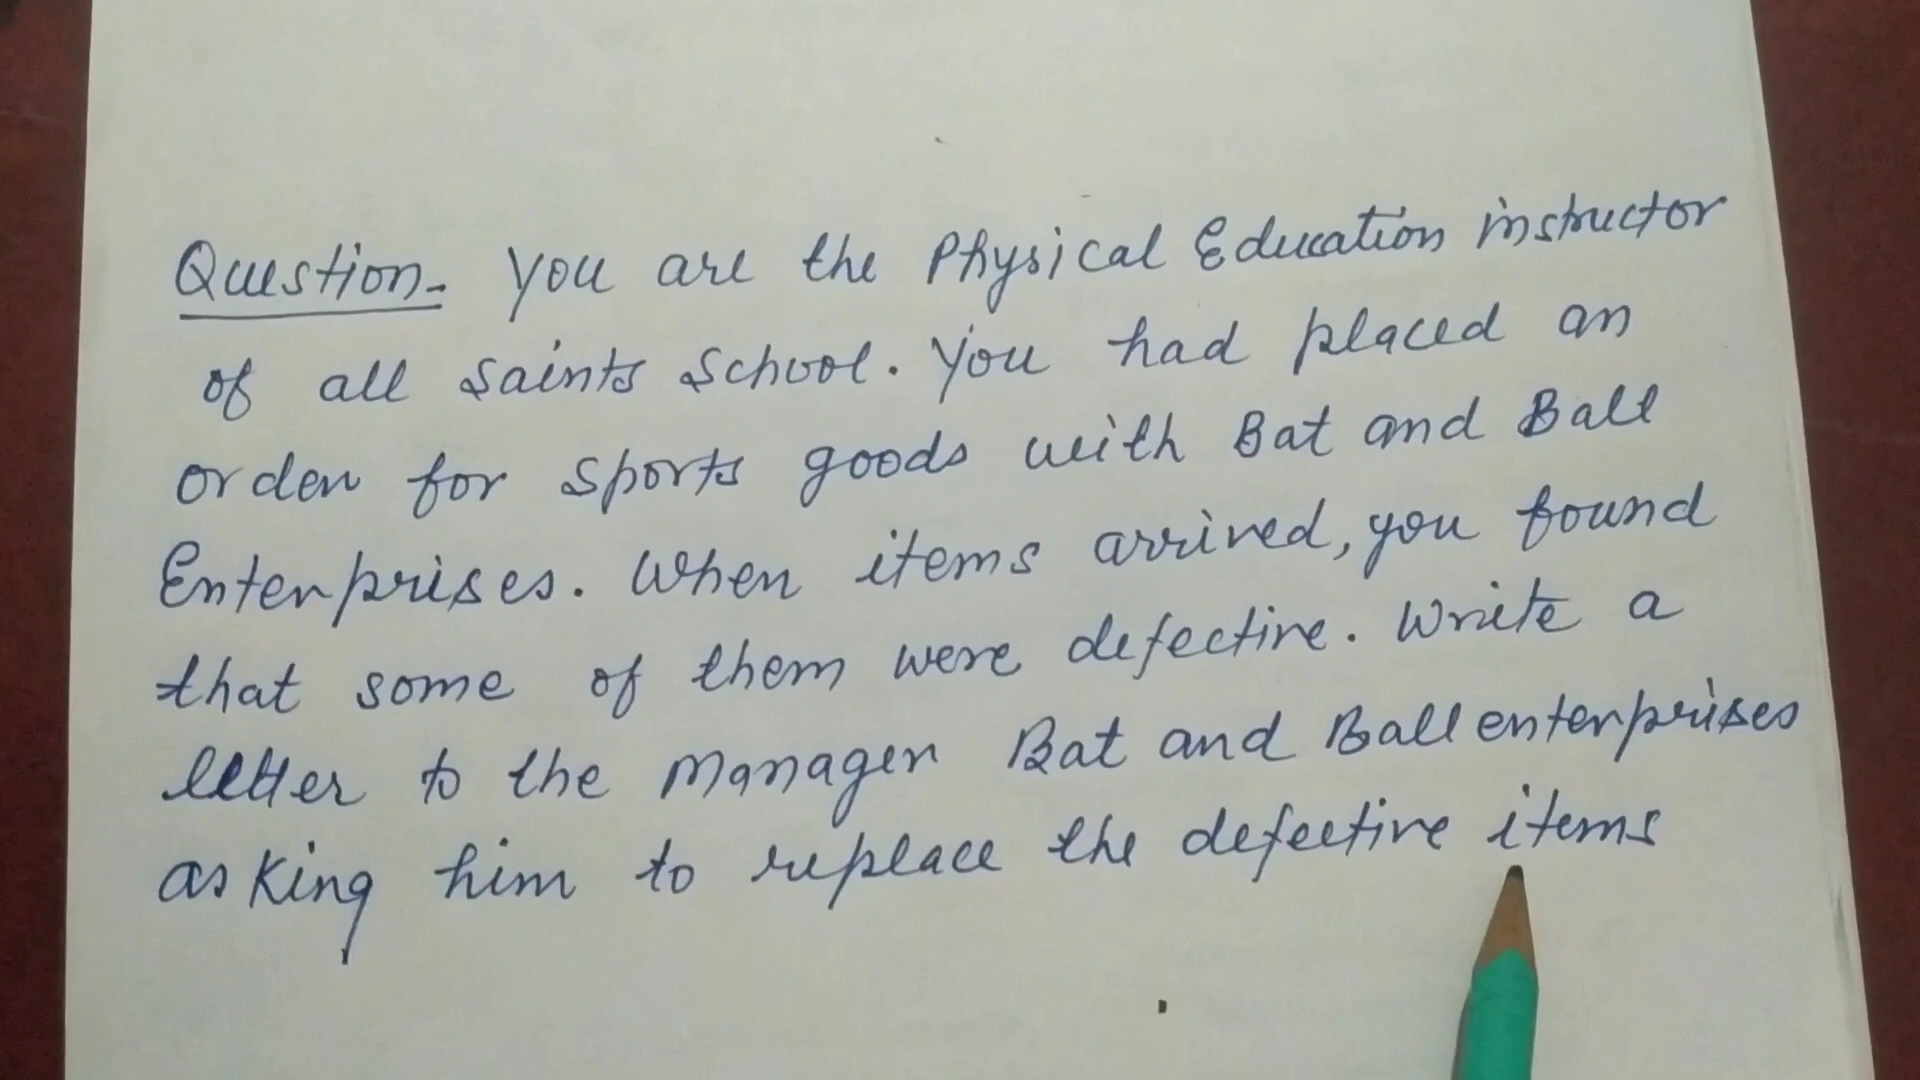 Question- You are the Physical Education instructor
of all Saints School. You had placed an
order for sports goods with Bat and Ball
Enterprises. When items arrived, you found
that some of them were defective. Write a
letter to the Manager Bat and Ball enterprises
asking him to replace the defective items